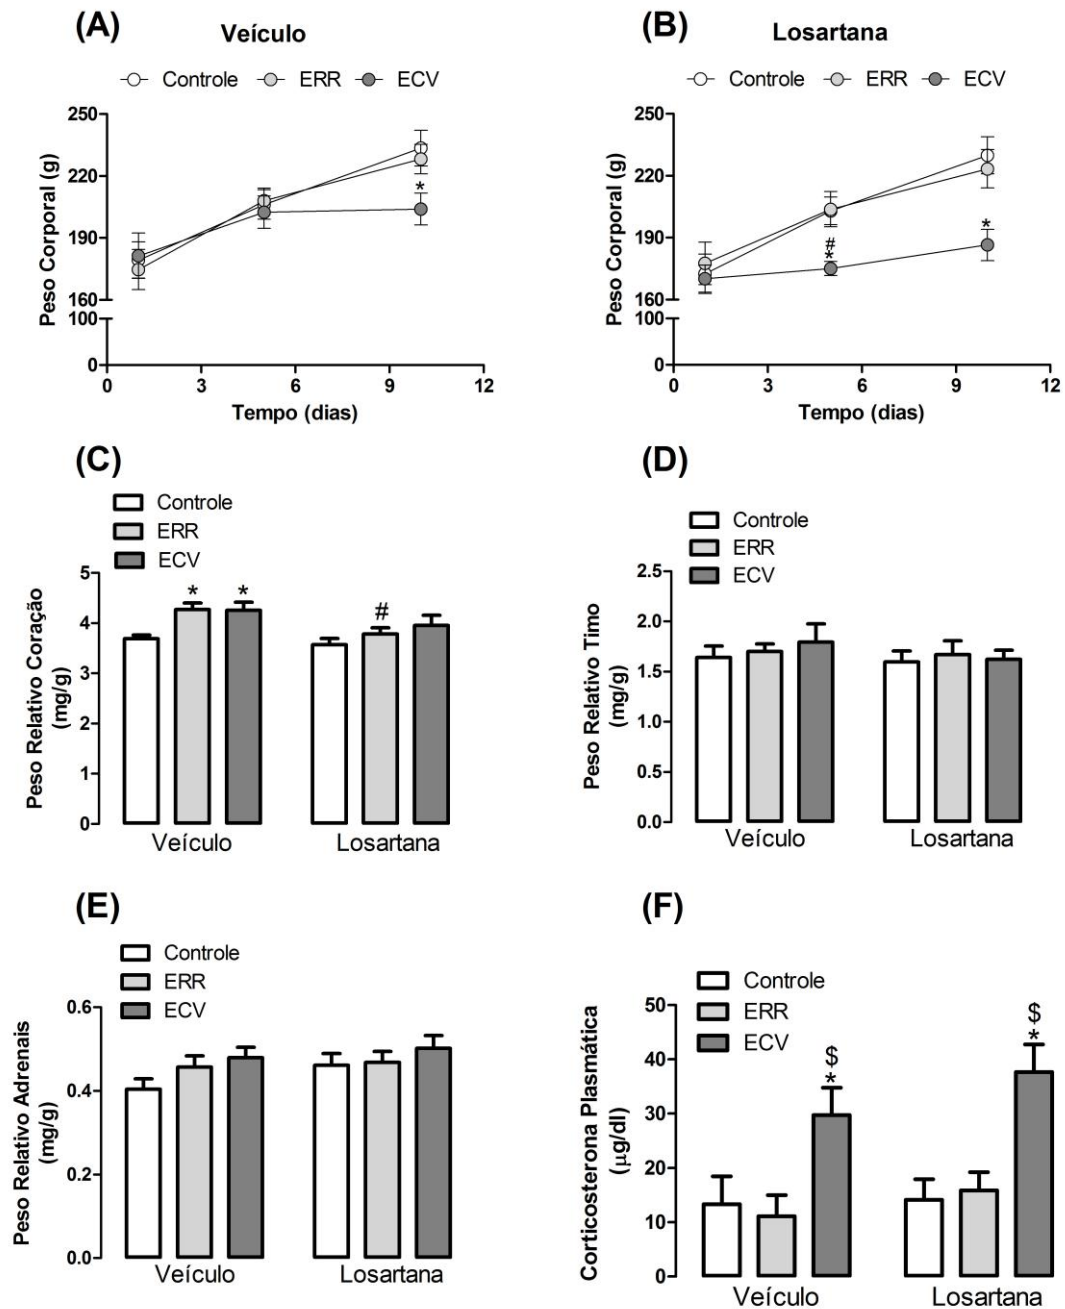 (A)
Veículo
Controle ERR ECV
250
220
190
160
100
0
Peso Corporal (g)
*
0 3 6 9 12
Tempo (dias)
(B)
Losartana
Controle ERR ECV
250
220
190
160
100
0
Peso Corporal (g)
#
*
*
0 3 6 9 12
Tempo (dias)
(C)
Controle
ERR
ECV
5
4
3
2
1
0
Peso Relativo Coração
(mg/g)
* * #
Veículo Losartana
(D)
Controle
ERR
ECV
2.5
2.0
1.5
1.0
0.5
0.0
Peso Relativo Timo
(mg/g)
Veículo Losartana
(E)
Controle
ERR
ECV
0.6
0.4
0.2
0.0
Peso Relativo Adrenais
(mg/g)
Veículo Losartana
(F)
Controle
ERR
ECV
50
40
30
20
10
0
Corticosterona Plasmática
(µg/dl)
$
*
$
*
Veículo Losartana